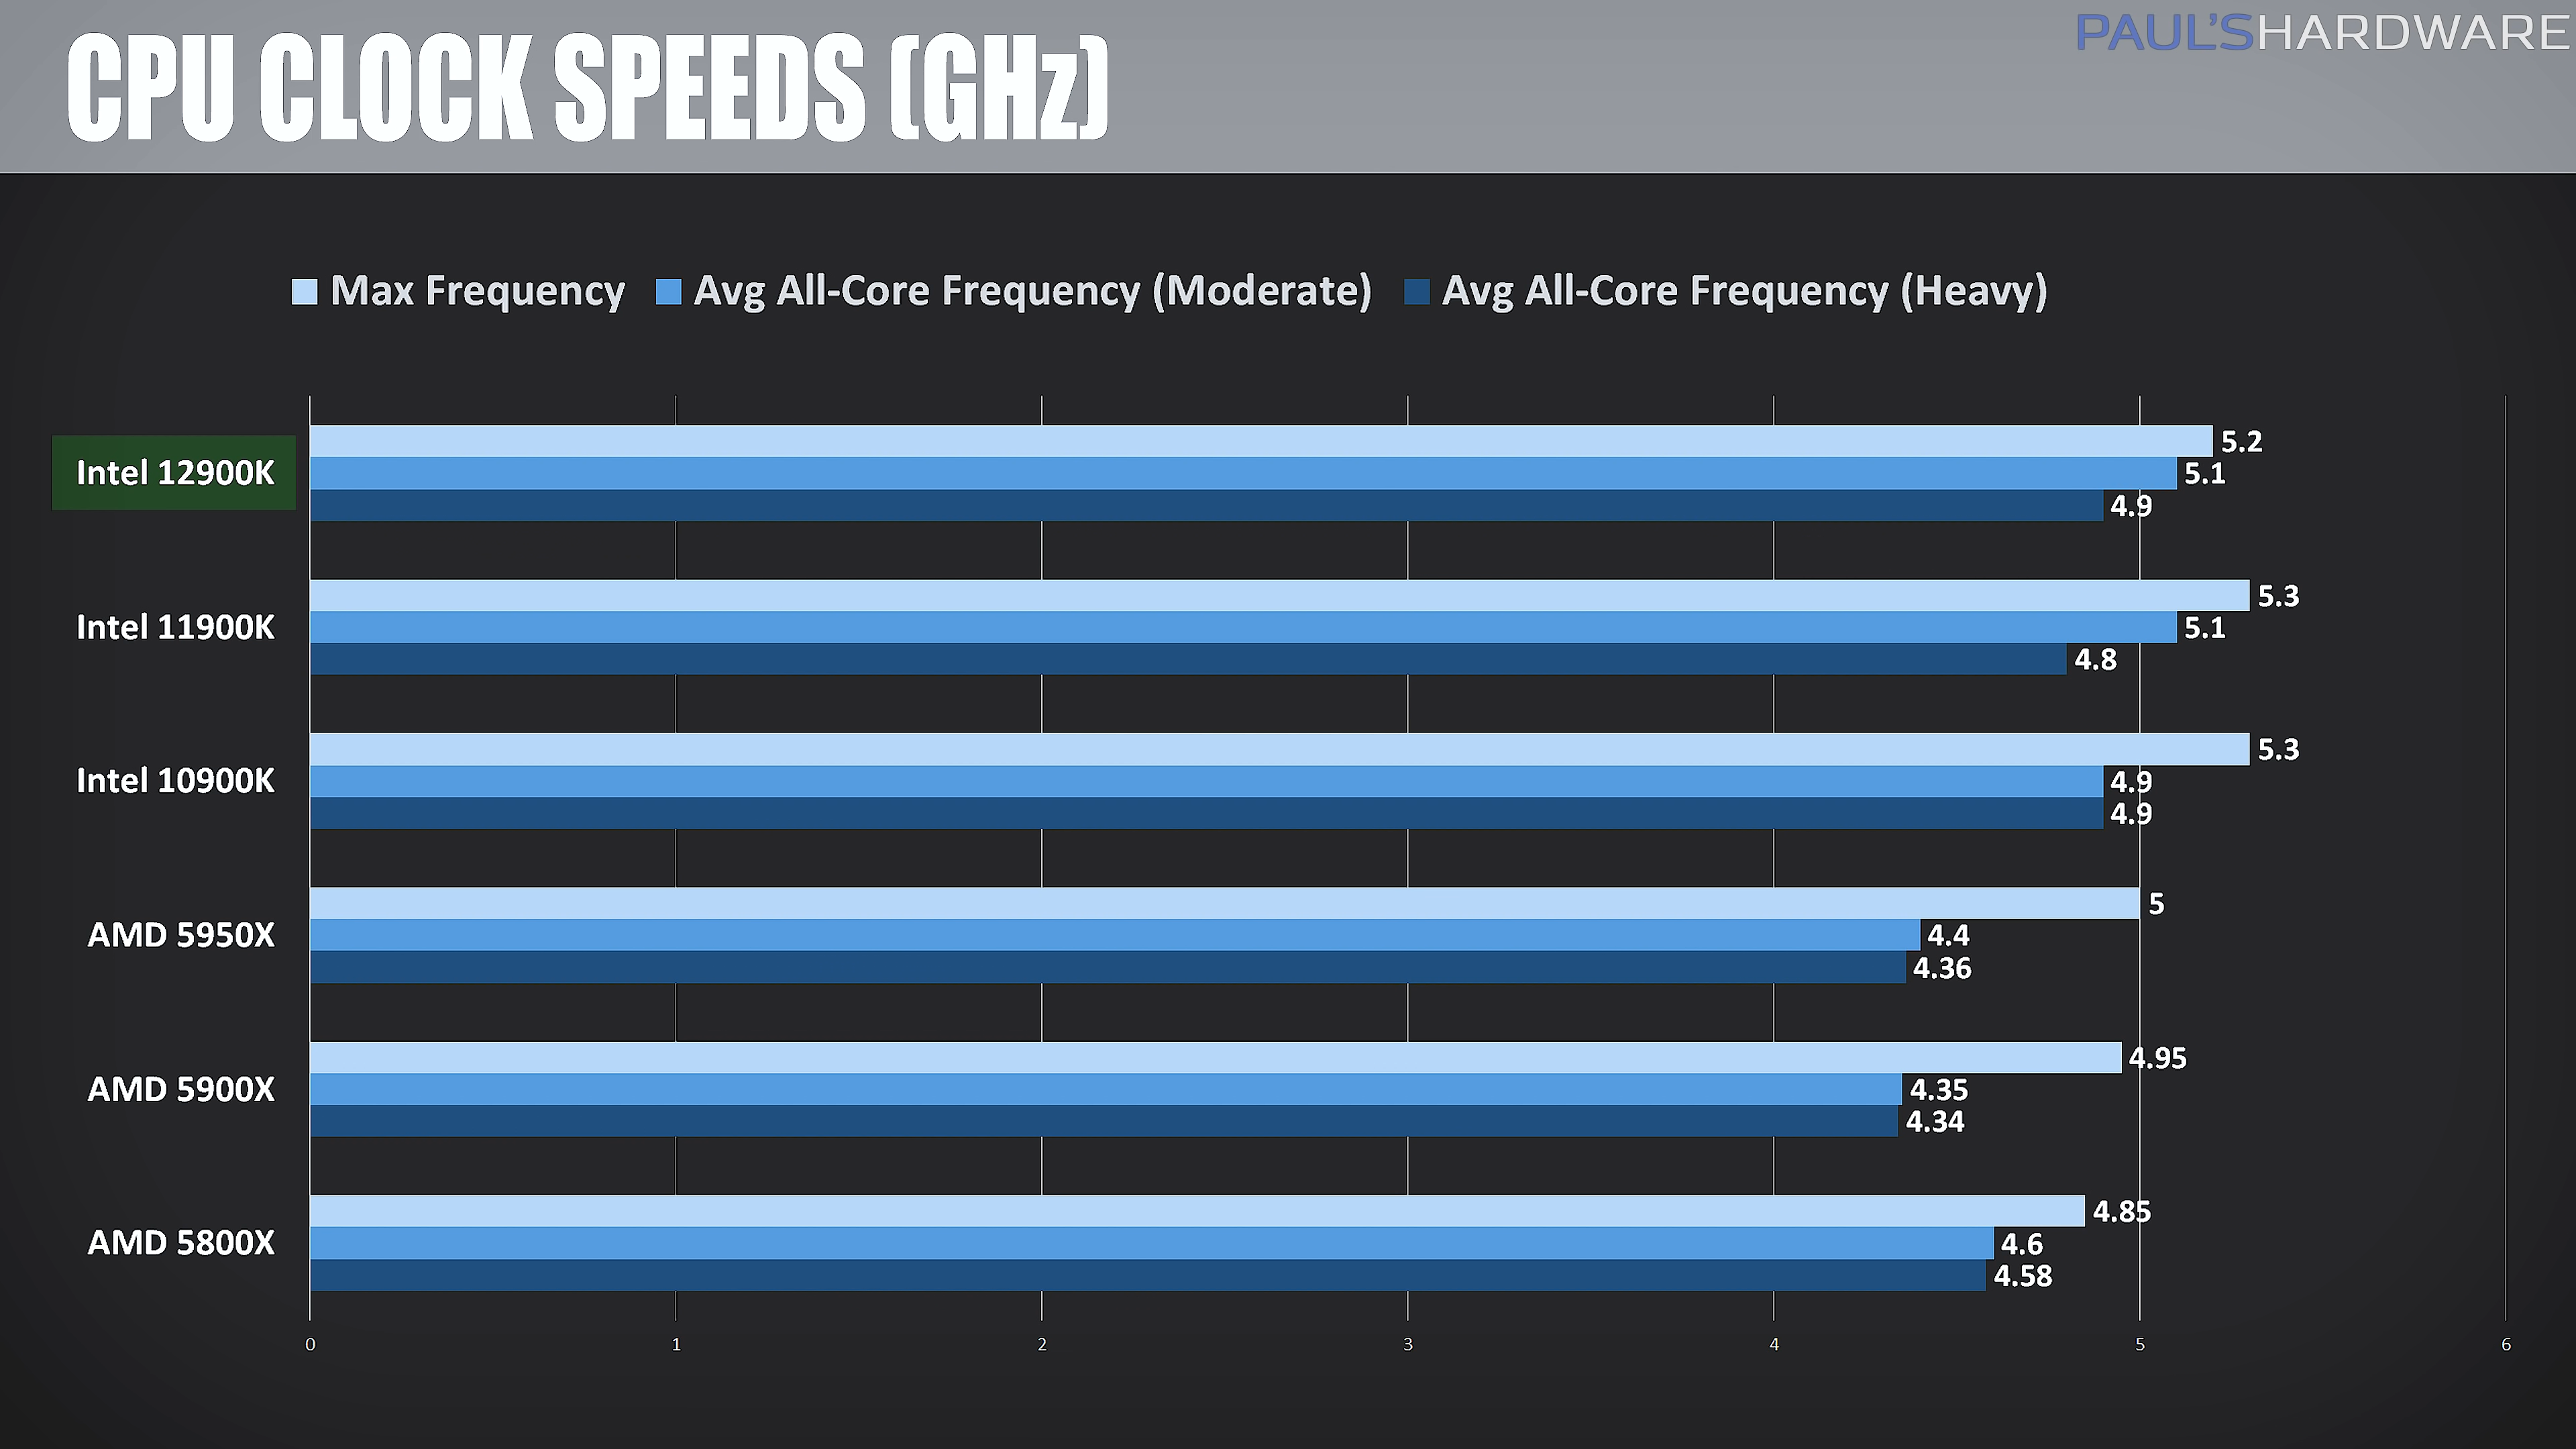 PAUL'SHARDWARE
CPU CLOCK SPEEDS (GHz)
Max Frequency Avg All-Core Frequency (Moderate) Avg All-Core Frequency (Heavy)
Intel 12900K
5.2
5.1
4.9
Intel 11900K
5.3
5.1
4.8
Intel 10900K
5.3
4.9
4.9
AMD 5950X
5
4.4
4.36
AMD 5900X
4.95
4.35
4.34
AMD 5800X
4.85
4.6
4.58
0 1 2 3 4 5 6